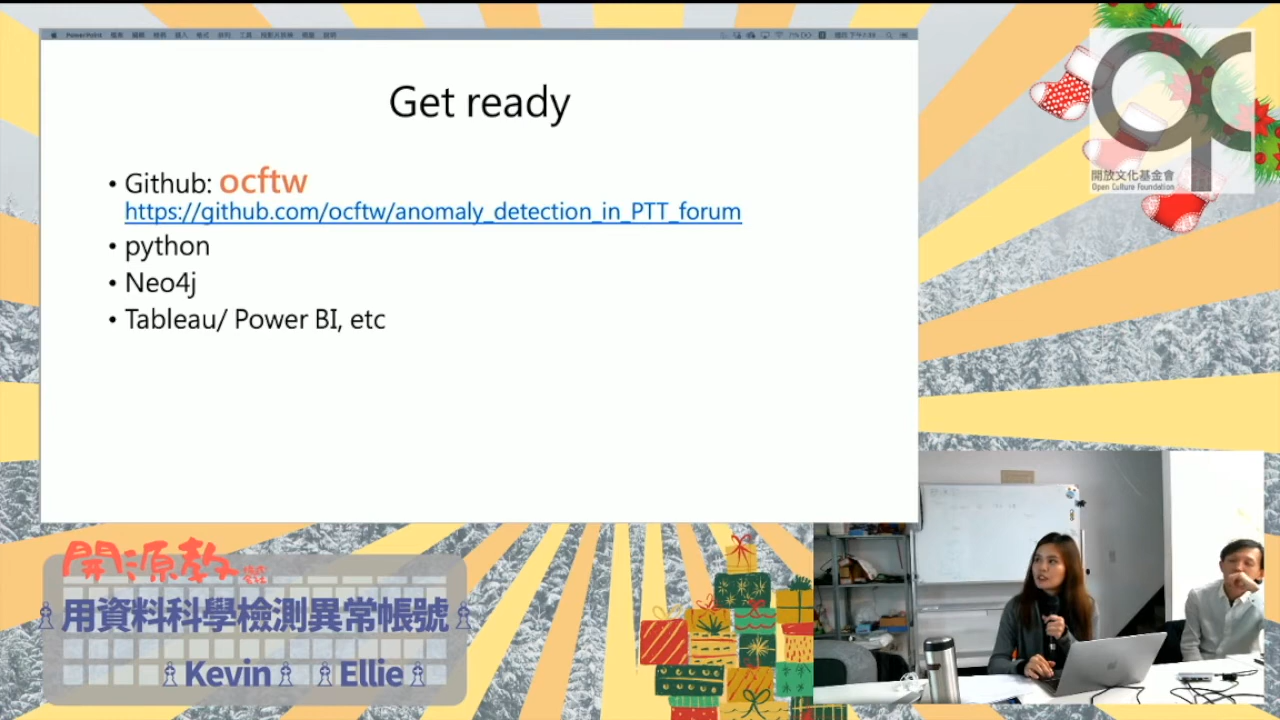 PowerPoint
Get ready
• Github: ocftw
https://github.com/ocftw/anomaly_detection_in_PTT_forum
• python
• Neo4j
• Tableau/ Power BI, etc
開放文化基金會
Open Culture Foundation
開源教
用資料科學檢測異常帳號
Kevin
Ellie